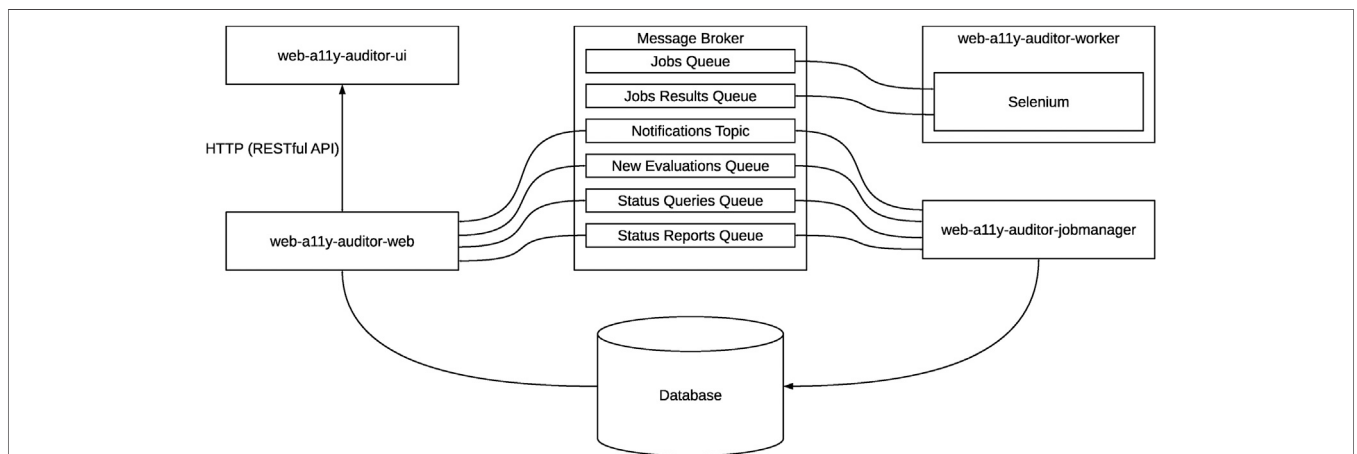 web-a11y-auditor-ui
HTTP (RESTful API)
web-a11y-auditor-web
Message Broker
Jobs Queue
Jobs Results Queue
Notifications Topic
New Evaluations Queue
Status Queries Queue
Status Reports Queue
web-a11y-auditor-worker
Selenium
web-a11y-auditor-jobmanager
Database